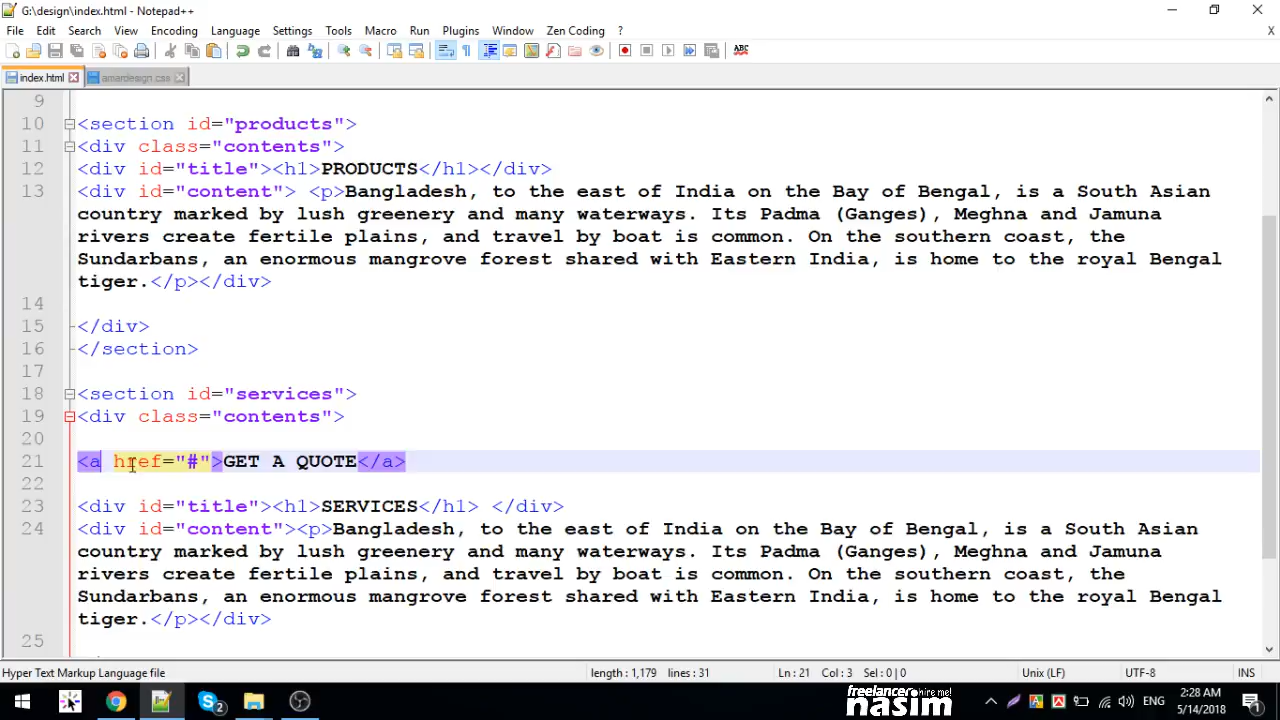 G:\design\index.html - Notepad++
File Edit Search View Encoding Language Settings Tools Macro Run Plugins Window Zen Coding ? X
ABC
index.html amardesign.css
9
10 <section id="products">
11 <div class="contents">
12 <div id="title"><h1>PRODUCTS</h1></div>
13 <div id="content"> <p>Bangladesh, to the east of India on the Bay of Bengal, is a South Asian
country marked by lush greenery and many waterways. Its Padma (Ganges), Meghna and Jamuna
rivers create fertile plains, and travel by boat is common. On the southern coast, the
Sundarbans, an enormous mangrove forest shared with Eastern India, is home to the royal Bengal
tiger.</p></div>
14
15 </div>
16 </section>
17
18 <section id="services">
19 <div class="contents">
20
21 <a href="#">GET A QUOTE</a>
22
23 <div id="title"><h1>SERVICES</h1> </div>
24 <div id="content"><p>Bangladesh, to the east of India on the Bay of Bengal, is a South Asian
country marked by lush greenery and many waterways. Its Padma (Ganges), Meghna and Jamuna
rivers create fertile plains, and travel by boat is common. On the southern coast, the
Sundarbans, an enormous mangrove forest shared with Eastern India, is home to the royal Bengal
tiger.</p></div>
25
Hyper Text Markup Language file length : 1,179 lines : 31 Ln : 21 Col : 3 Sel : 0 | 0 Unix (LF) UTF-8 INS
freelancer(hire me!)
nasim
2
ENG
2:28 AM
5/14/2018
1